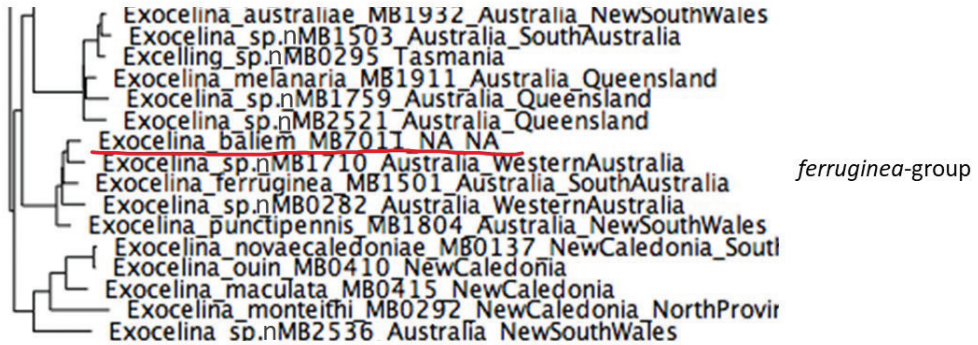 Exocelina_australiae_MB1932_Australia_NewSouthWales
Exocelina_sp.nMB1503_Australia_SouthAustralia
Excelling_sp.nMB0295_Tasmania
Exocelina_melanaria_MB1911_Australia_Queensland
Exocelina_sp.nMB1759_Australia_Queensland
Exocelina_sp.nMB2521_Australia_Queensland
Exocelina_baliem_MB7011_NA_NA
Exocelina_sp.nMB1710_Australia_WesternAustralia
ferruginea-group
Exocelina_ferruginea_MB1501_Australia_SouthAustralia
Exocelina_sp.nMB0282_Australia_WesternAustralia
Exocelina_punctipennis_MB1804_Australia_NewSouthWales
Exocelina_novaecaledoniae_MB0137_NewCaledonia_South
Exocelina_ouin_MB0410_NewCaledonia
Exocelina_maculata_MB0415_NewCaledonia
Exocelina_monteithi_MB0292_NewCaledonia_NorthProvin
Exocelina_sp.nMB2536_Australia_NewSouthWales